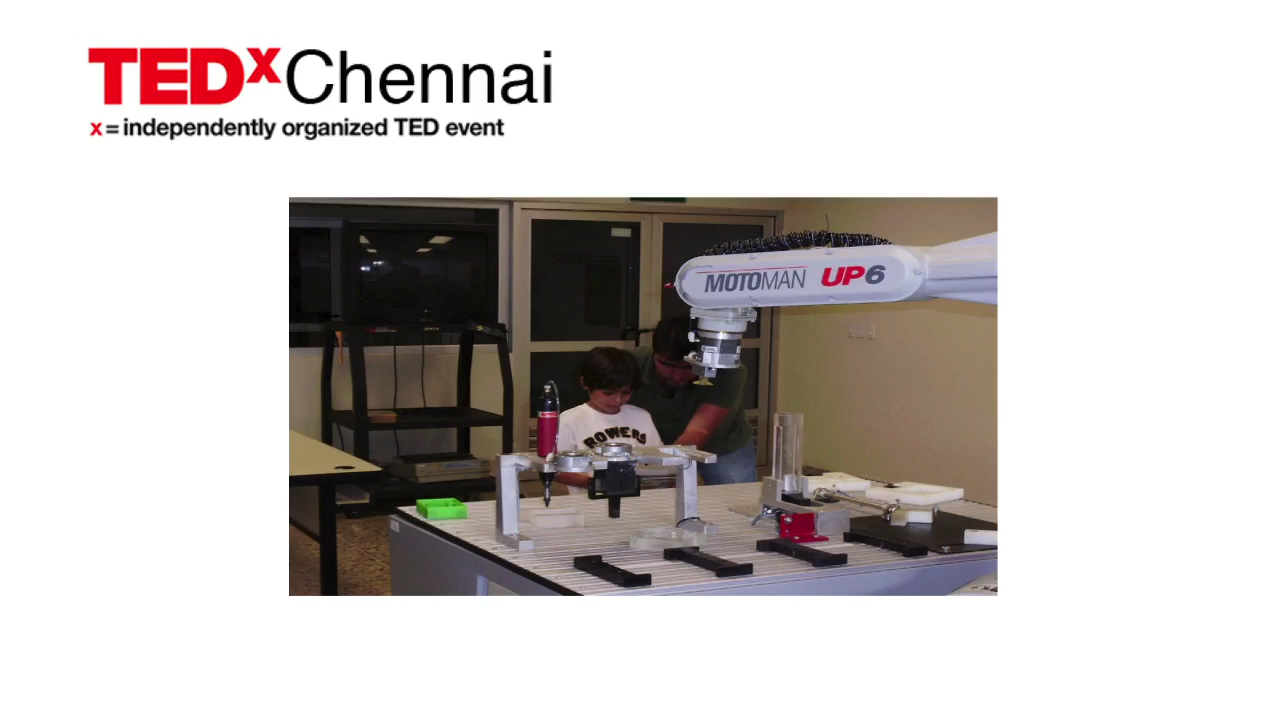 TEDxChennai
x = independently organized TED event
MOTOMAN UP6
ROWERS